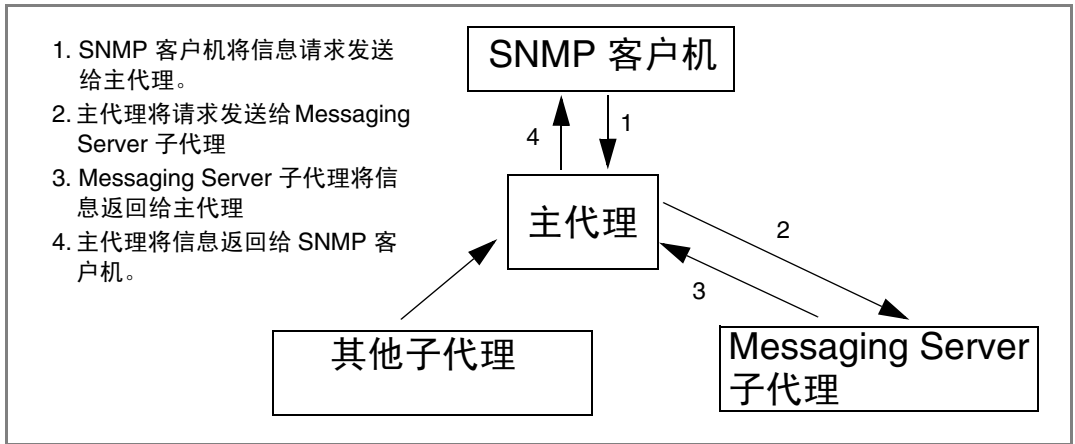 1. SNMP 客户机将信息请求发送
给主代理。
2. 主代理将请求发送给 Messaging
Server 子代理
3. Messaging Server 子代理将信
息返回给主代理
4. 主代理将信息返回给 SNMP 客
户机。
SNMP 客户机
4
1
主代理
2
3
其他子代理
Messaging Server
子代理